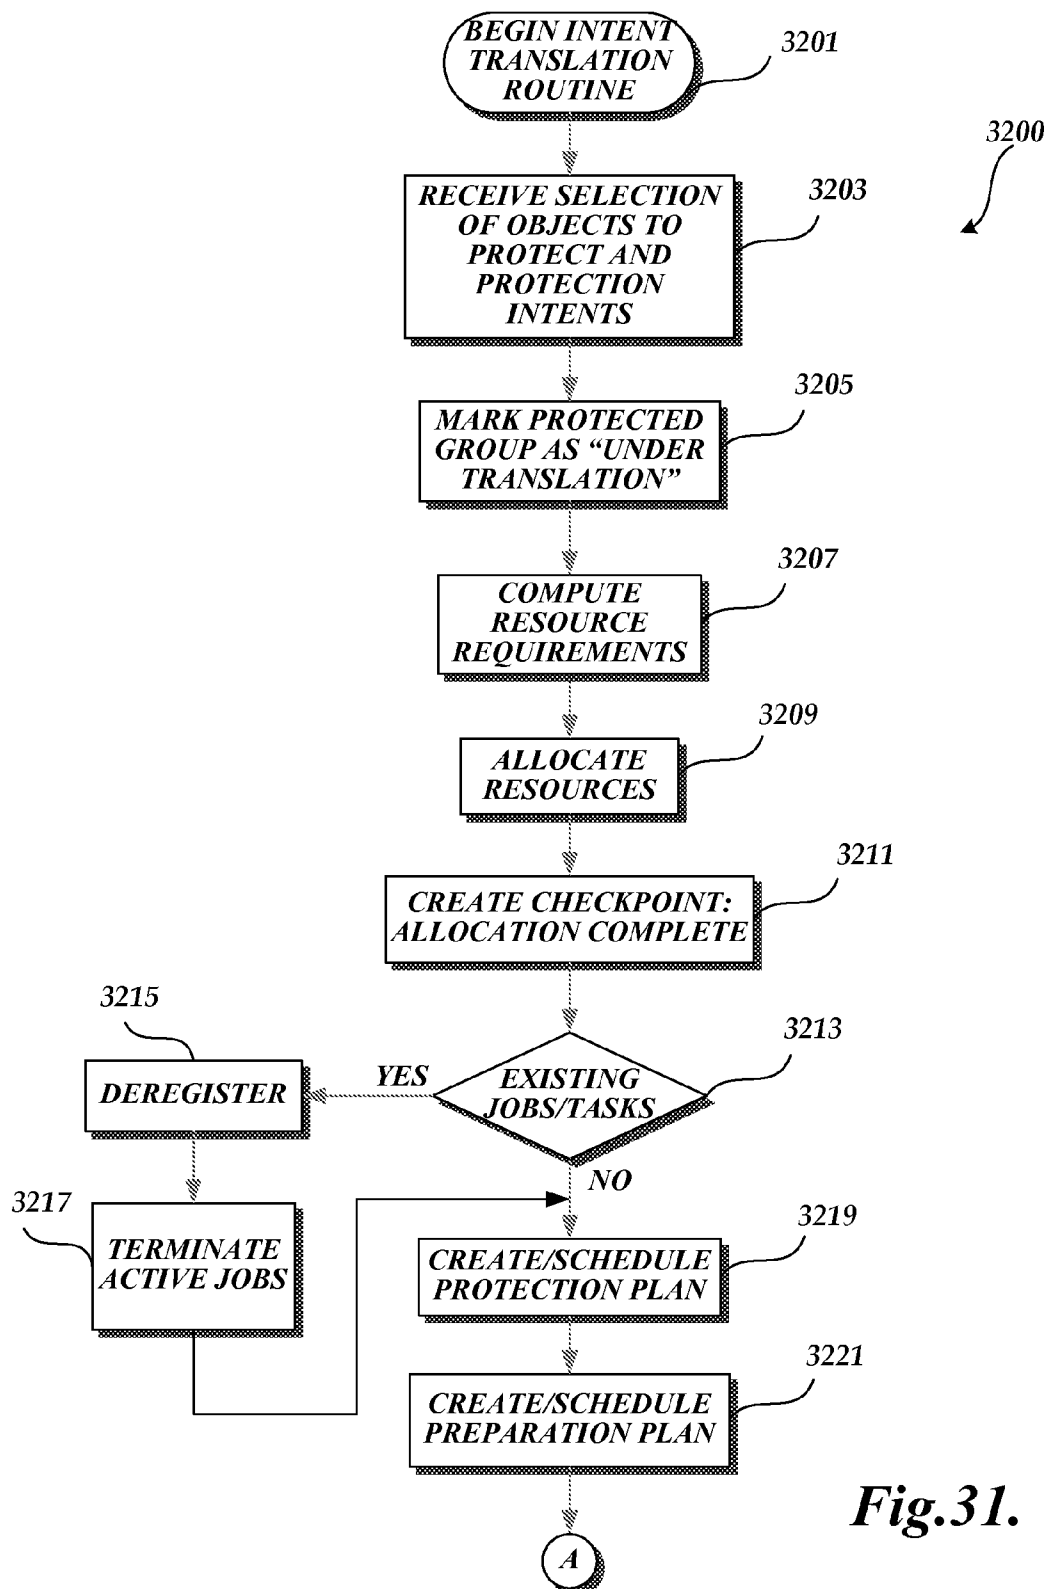 BEGIN INTENT
TRANSLATION
ROUTINE
3201
3200
RECEIVE SELECTION
OF OBJECTS TO
PROTECT AND
PROTECTION
INTENTS
3203
MARK PROTECTED
GROUP AS “UNDER
TRANSLATION”
3205
COMPUTE
RESOURCE
REQUIREMENTS
3207
ALLOCATE
RESOURCES
3209
CREATE CHECKPOINT:
ALLOCATION COMPLETE
3211
EXISTING
JOBS/TASKS
3213
YES
DEREGISTER
3215
TERMINATE
ACTIVE JOBS
3217
NO
CREATE/SCHEDULE
PROTECTION PLAN
3219
CREATE/SCHEDULE
PREPARATION PLAN
3221
A
Fig.31.